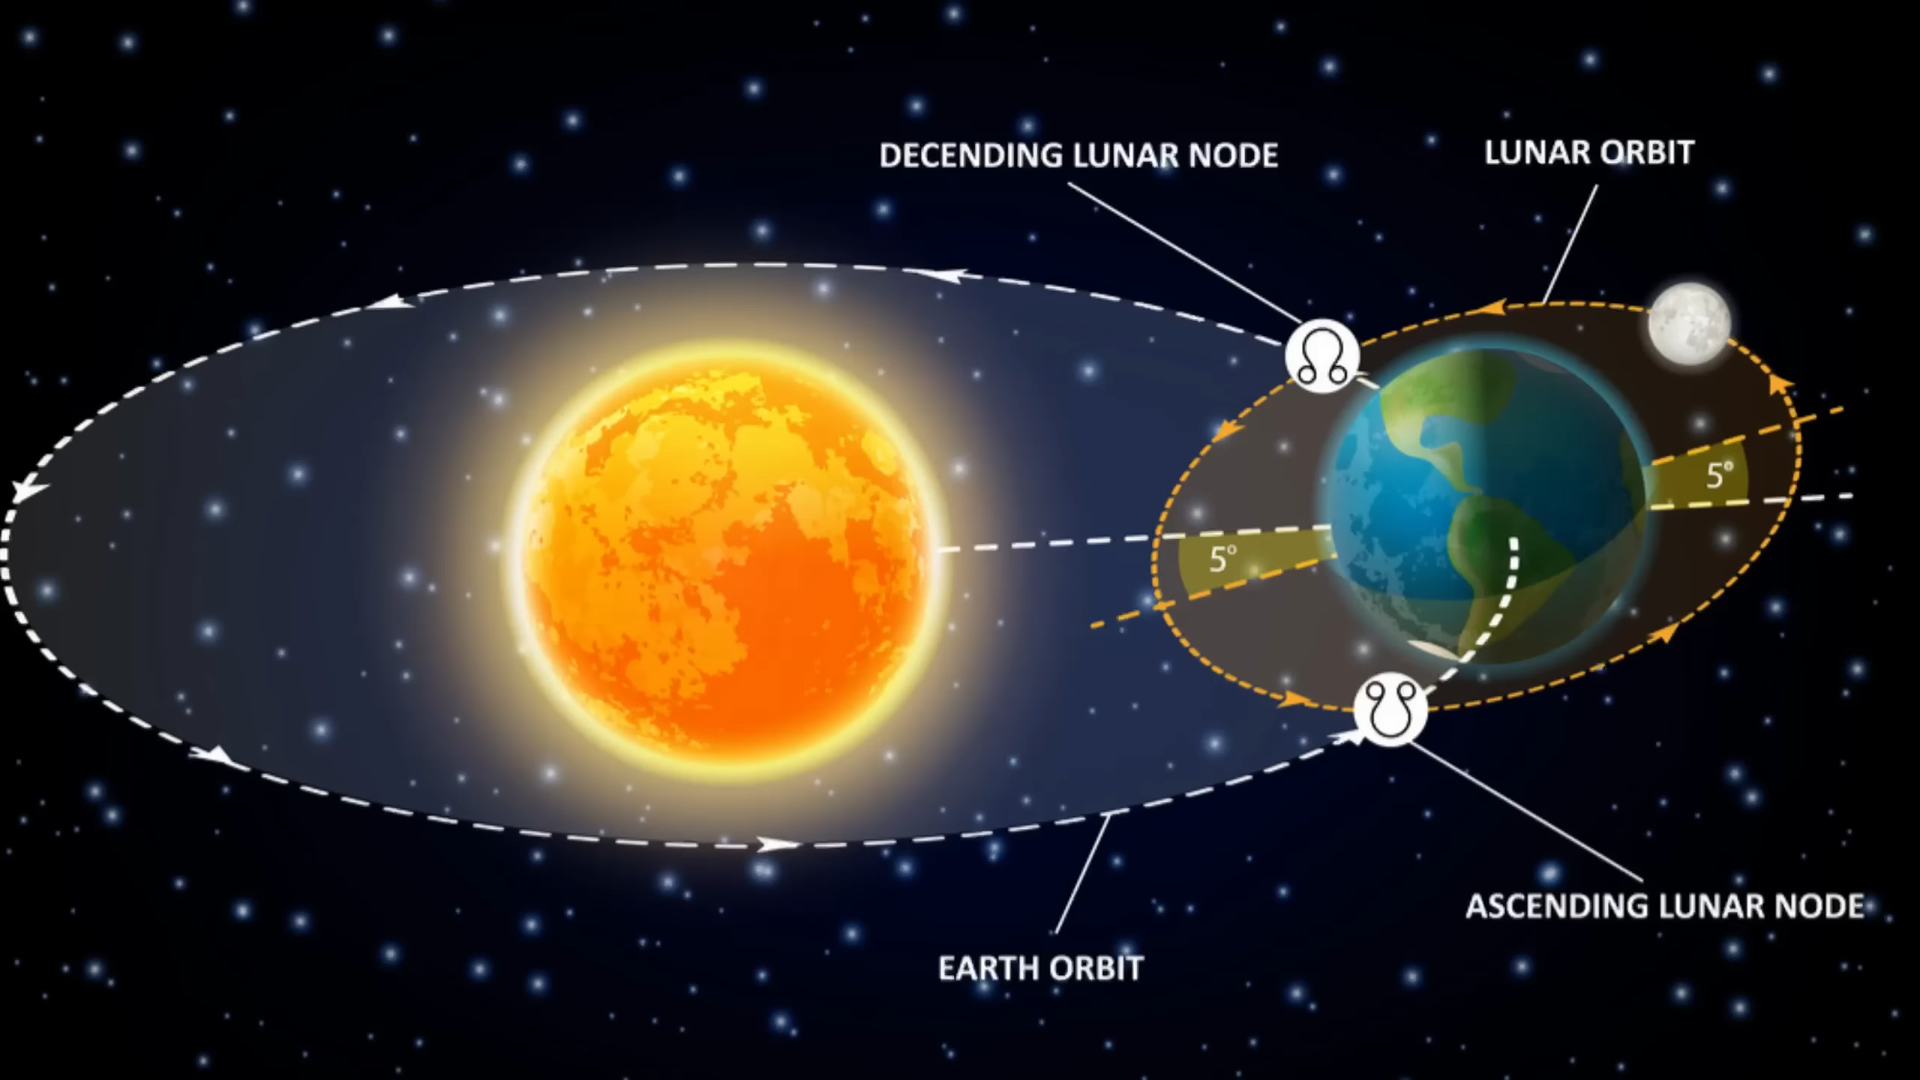 DECENDING LUNAR NODE
LUNAR ORBIT
5°
5°
ASCENDING LUNAR NODE
EARTH ORBIT